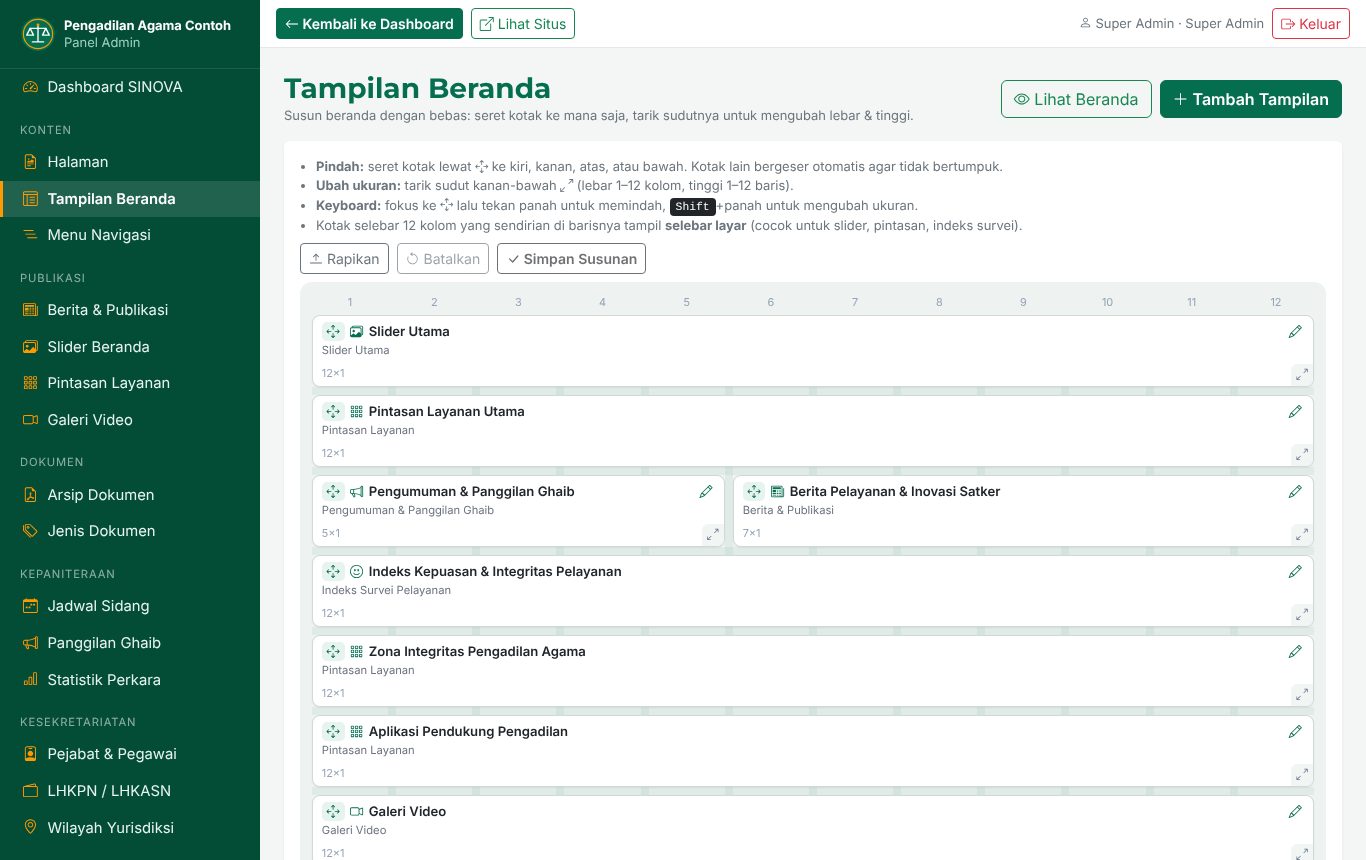 Pengadilan Agama Contoh
Panel Admin
Dashboard SINOVA
KONTEN
Halaman
Tampilan Beranda
Menu Navigasi
PUBLIKASI
Berita & Publikasi
Slider Beranda
Pintasan Layanan
Galeri Video
DOKUMEN
Arsip Dokumen
Jenis Dokumen
KEPANITERAAN
Jadwal Sidang
Panggilan Ghaib
Statistik Perkara
KESEKRETARIATAN
Pejabat & Pegawai
LHKPN / LHKASN
Wilayah Yurisdiksi
← Kembali ke Dashboard
Lihat Situs
Super Admin · Super Admin
Keluar
Tampilan Beranda
Susun beranda dengan bebas: seret kotak ke mana saja, tarik sudutnya untuk mengubah lebar & tinggi.
Lihat Beranda
+ Tambah Tampilan
• Pindah: seret kotak lewat ke kiri, kanan, atas, atau bawah. Kotak lain bergeser otomatis agar tidak bertumpuk.
• Ubah ukuran: tarik sudut kanan-bawah (lebar 1–12 kolom, tinggi 1–12 baris).
• Keyboard: fokus ke lalu tekan panah untuk memindah, Shift+panah untuk mengubah ukuran.
• Kotak selebar 12 kolom yang sendirian di barisnya tampil selebar layar (cocok untuk slider, pintasan, indeks survei).
Rapikan
Batalkan
Simpan Susunan
1 2 3 4 5 6 7 8 9 10 11 12
Slider Utama
Slider Utama
12×1
Pintasan Layanan Utama
Pintasan Layanan
12×1
Pengumuman & Panggilan Ghaib
Pengumuman & Panggilan Ghaib
5×1
Berita Pelayanan & Inovasi Satker
Berita & Publikasi
7×1
Indeks Kepuasan & Integritas Pelayanan
Indeks Survei Pelayanan
12×1
Zona Integritas Pengadilan Agama
Pintasan Layanan
12×1
Aplikasi Pendukung Pengadilan
Pintasan Layanan
12×1
Galeri Video
Galeri Video
12×1